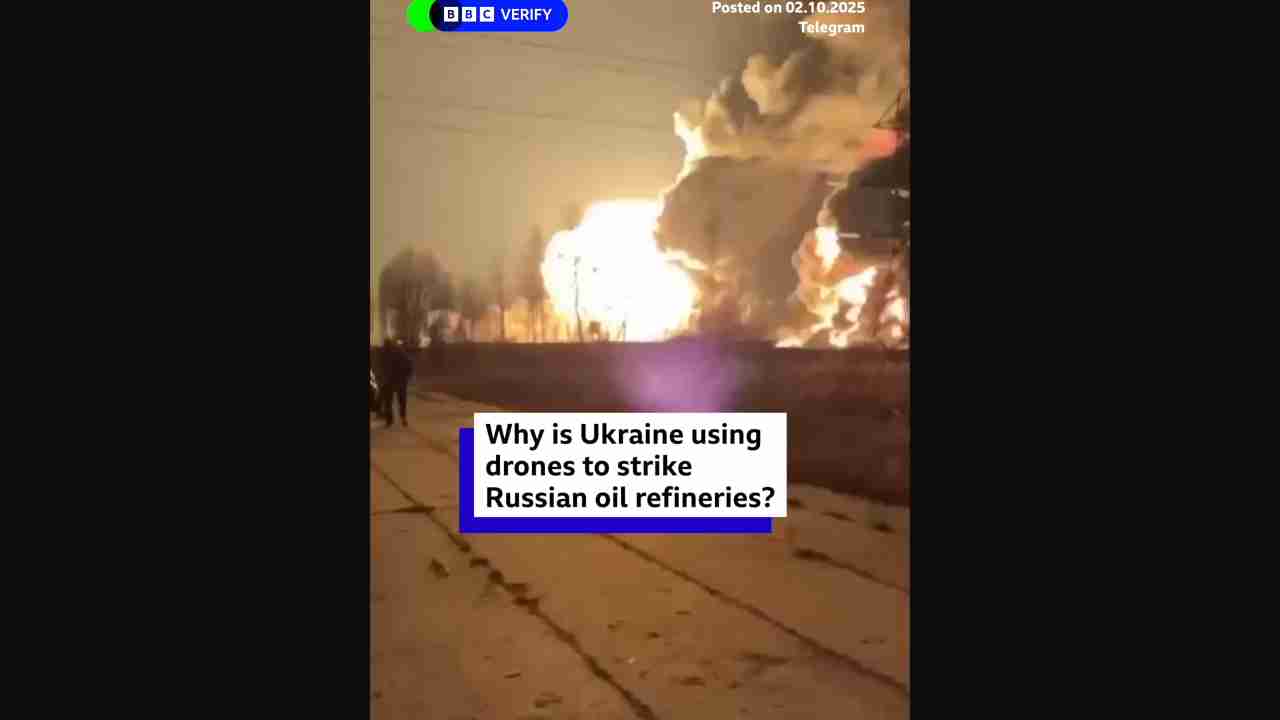 BBC VERIFY
Posted on 02.10.2025
Telegram
Why is Ukraine using
drones to strike
Russian oil refineries?